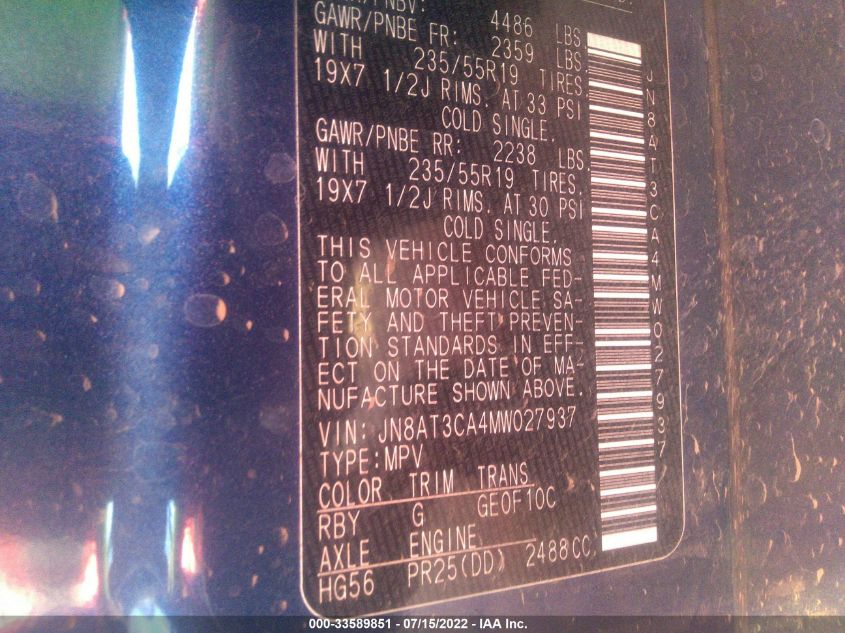 4486 LBS.
GAWR/PNBE FR: 2359 LBS.
WITH 235/55R19 TIRES.
19X7 1/2J RIMS. AT 33 PSI
COLD SINGLE.
GAWR/PNBE RR: 2238 LBS.
WITH 235/55R19 TIRES.
19X7 1/2J RIMS. AT 30 PSI
COLD SINGLE.
THIS VEHICLE CONFORMS
TO ALL APPLICABLE FED-
ERAL MOTOR VEHICLE SA-
FETY AND THEFT PREVEN-
TION STANDARDS IN EFF-
ECT ON THE DATE OF MA-
NUFACTURE SHOWN ABOVE.
VIN: JN8AT3CA4MW027937
TYPE:MPV
COLOR TRIM TRANS
RBY G GE0F10C
AXLE ENGINE
HG56 PR25(DD) 2488CC
JN8AT3CA4MW027937
000-33589851 - 07/15/2022 - IAA Inc.